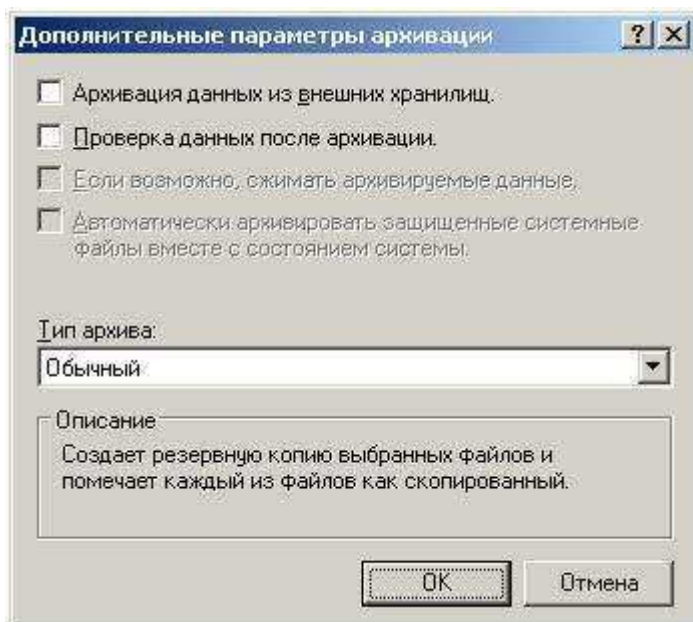 Дополнительные параметры архивации
Архивация данных из внешних хранилищ.
Проверка данных после архивации.
Если возможно, сжимать архивируемые данные,
Автоматически архивировать защищенные системные
файлы вместе с состоянием системы.
Тип архива:
Обычный
Описание
Создает резервную копию выбранных файлов и
помечает каждый из файлов как скопированный.
OK
Отмена